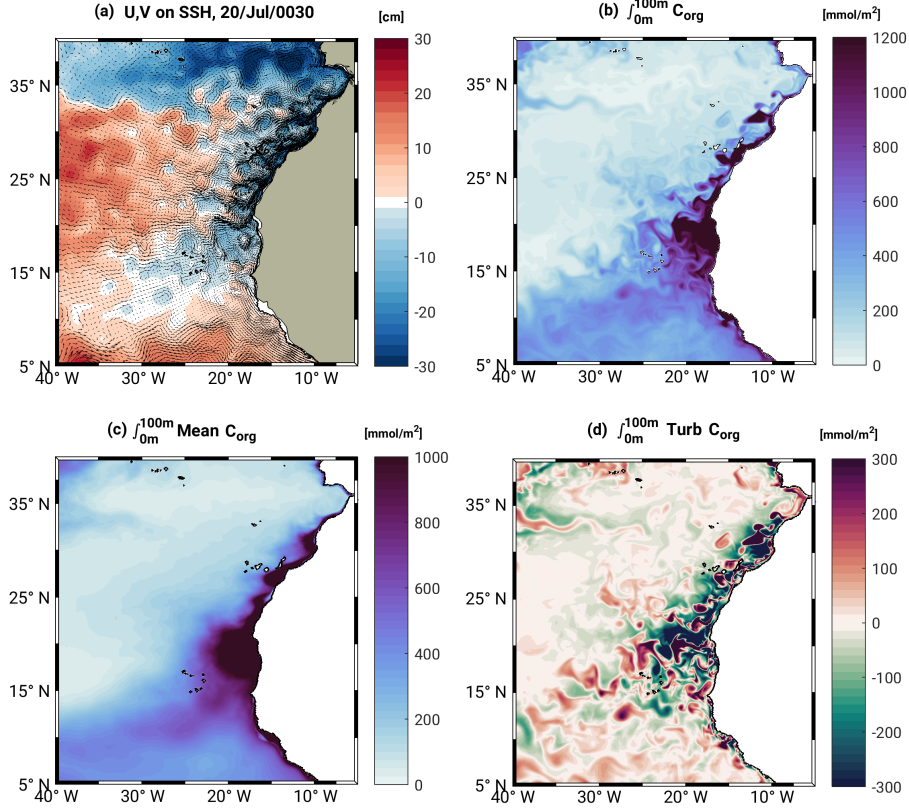 (a) U,V on SSH, 20/Jul/0030
[cm]
30
20
10
0
-10
-20
-30
35° N
25° N
15° N
5° N
40° W
30° W
20° W
10° W
(b) ∫0m100m Corg
[mmol/m2]
1200
1000
800
600
400
200
0
35° N
25° N
15° N
5° N
40° W
30° W
20° W
10° W
(c) ∫0m100m Mean Corg
[mmol/m2]
1000
800
600
400
200
0
35° N
25° N
15° N
5° N
40° W
30° W
20° W
10° W
(d) ∫0m100m Turb Corg
[mmol/m2]
300
200
100
0
-100
-200
-300
35° N
25° N
15° N
5° N
40° W
30° W
20° W
10° W